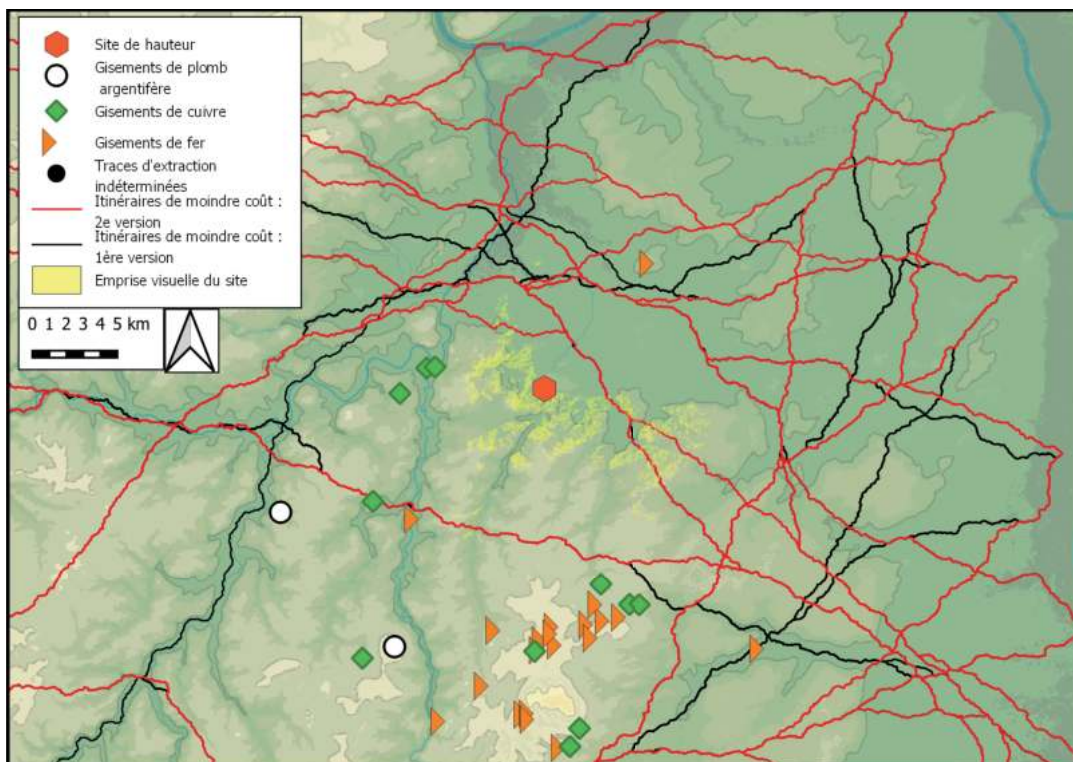 Site de hauteur
Gisements de plomb
argentifère
Gisements de cuivre
Gisements de fer
Traces d'extraction
indéterminées
Itinéraires de moindre coût :
2e version
Itinéraires de moindre coût :
1ère version
Emprise visuelle du site
0 1 2 3 4 5 km